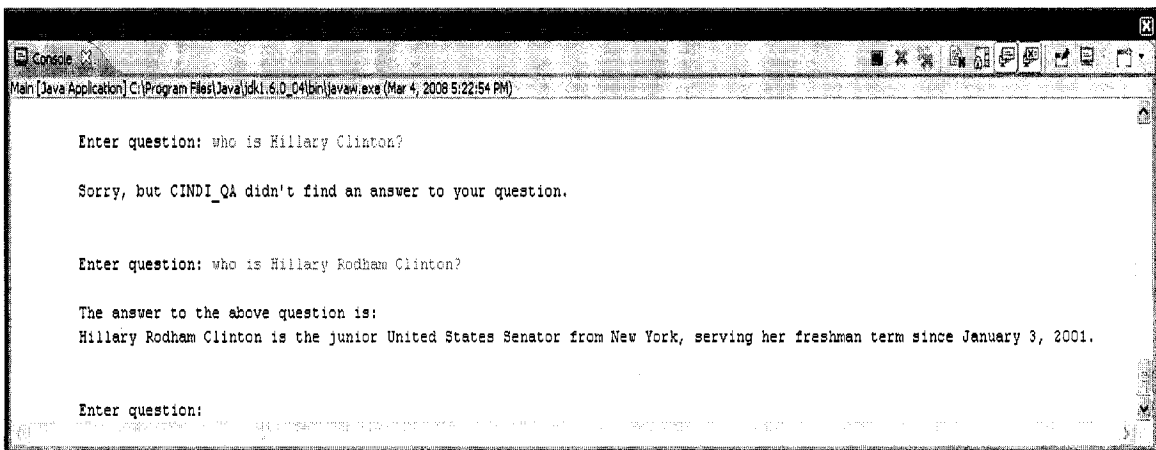 Console
Main [Java Application] C:\Program Files\Java\jdk1.6.0_04\bin\javaw.exe (Mar 4, 2008 5:22:54 PM)
Enter question: who is Hillary Clinton?
Sorry, but CINDI_QA didn't find an answer to your question.
Enter question: who is Hillary Rodham Clinton?
The answer to the above question is:
Hillary Rodham Clinton is the junior United States Senator from New York, serving her freshman term since January 3, 2001.
Enter question: